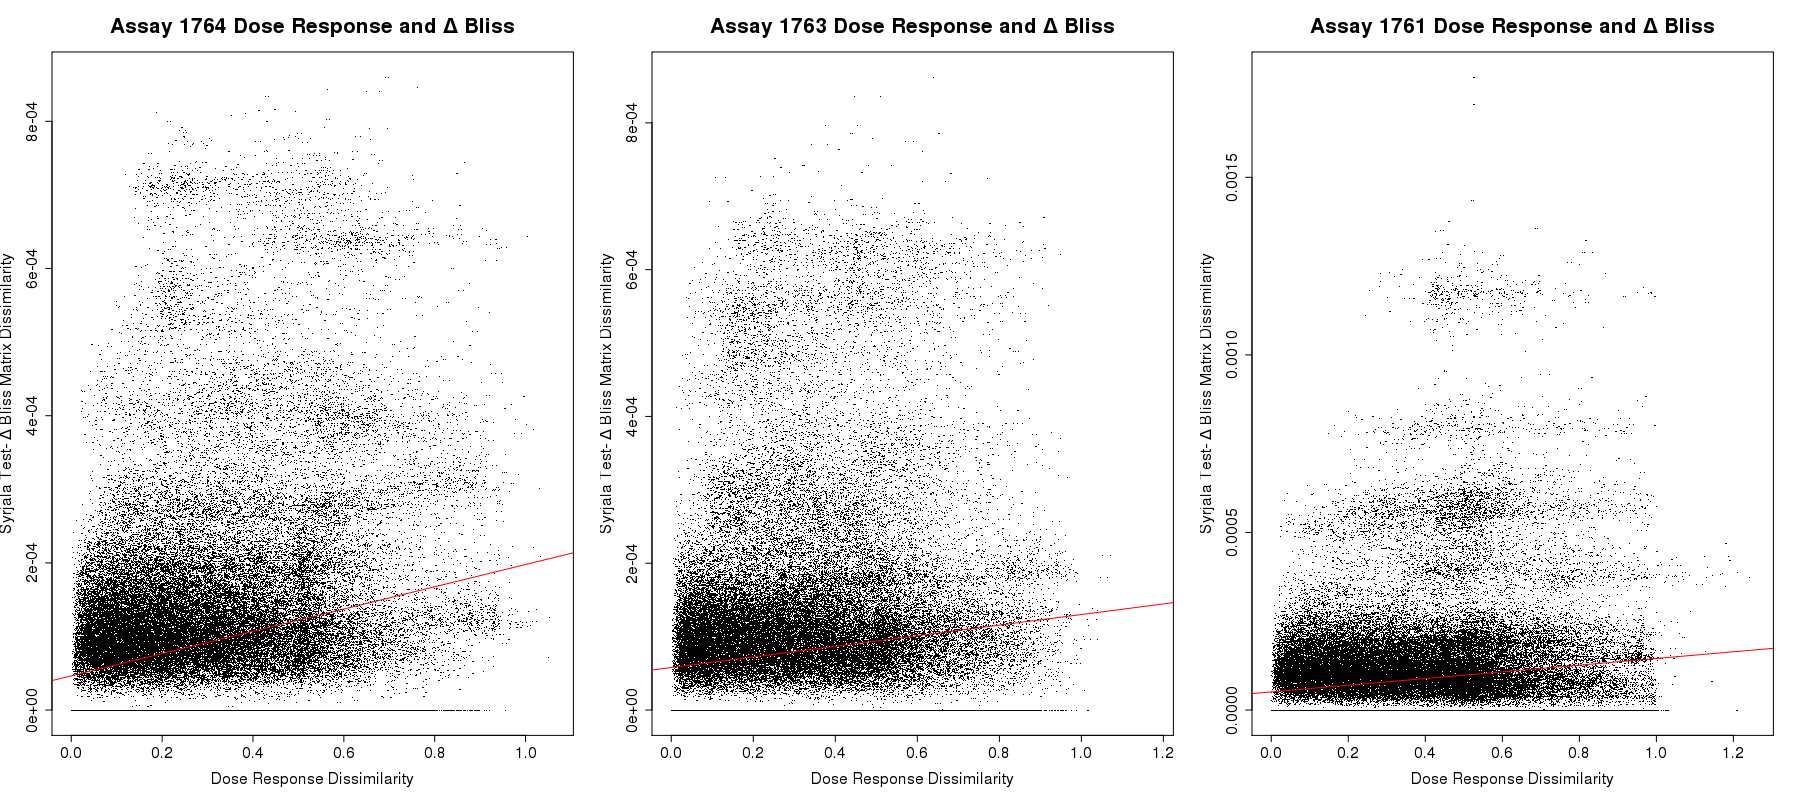 Assay 1764 Dose Response and Δ Bliss
Syrjala Test- Δ Bliss Matrix Dissimilarity
8e-04
6e-04
4e-04
2e-04
0e+00
0.0 0.2 0.4 0.6 0.8 1.0
Dose Response Dissimilarity
Assay 1763 Dose Response and Δ Bliss
Syrjala Test- Δ Bliss Matrix Dissimilarity
8e-04
6e-04
4e-04
2e-04
0e+00
0.0 0.2 0.4 0.6 0.8 1.0 1.2
Dose Response Dissimilarity
Assay 1761 Dose Response and Δ Bliss
Syrjala Test- Δ Bliss Matrix Dissimilarity
0.0015
0.0010
0.0005
0.0000
0.0 0.2 0.4 0.6 0.8 1.0 1.2
Dose Response Dissimilarity